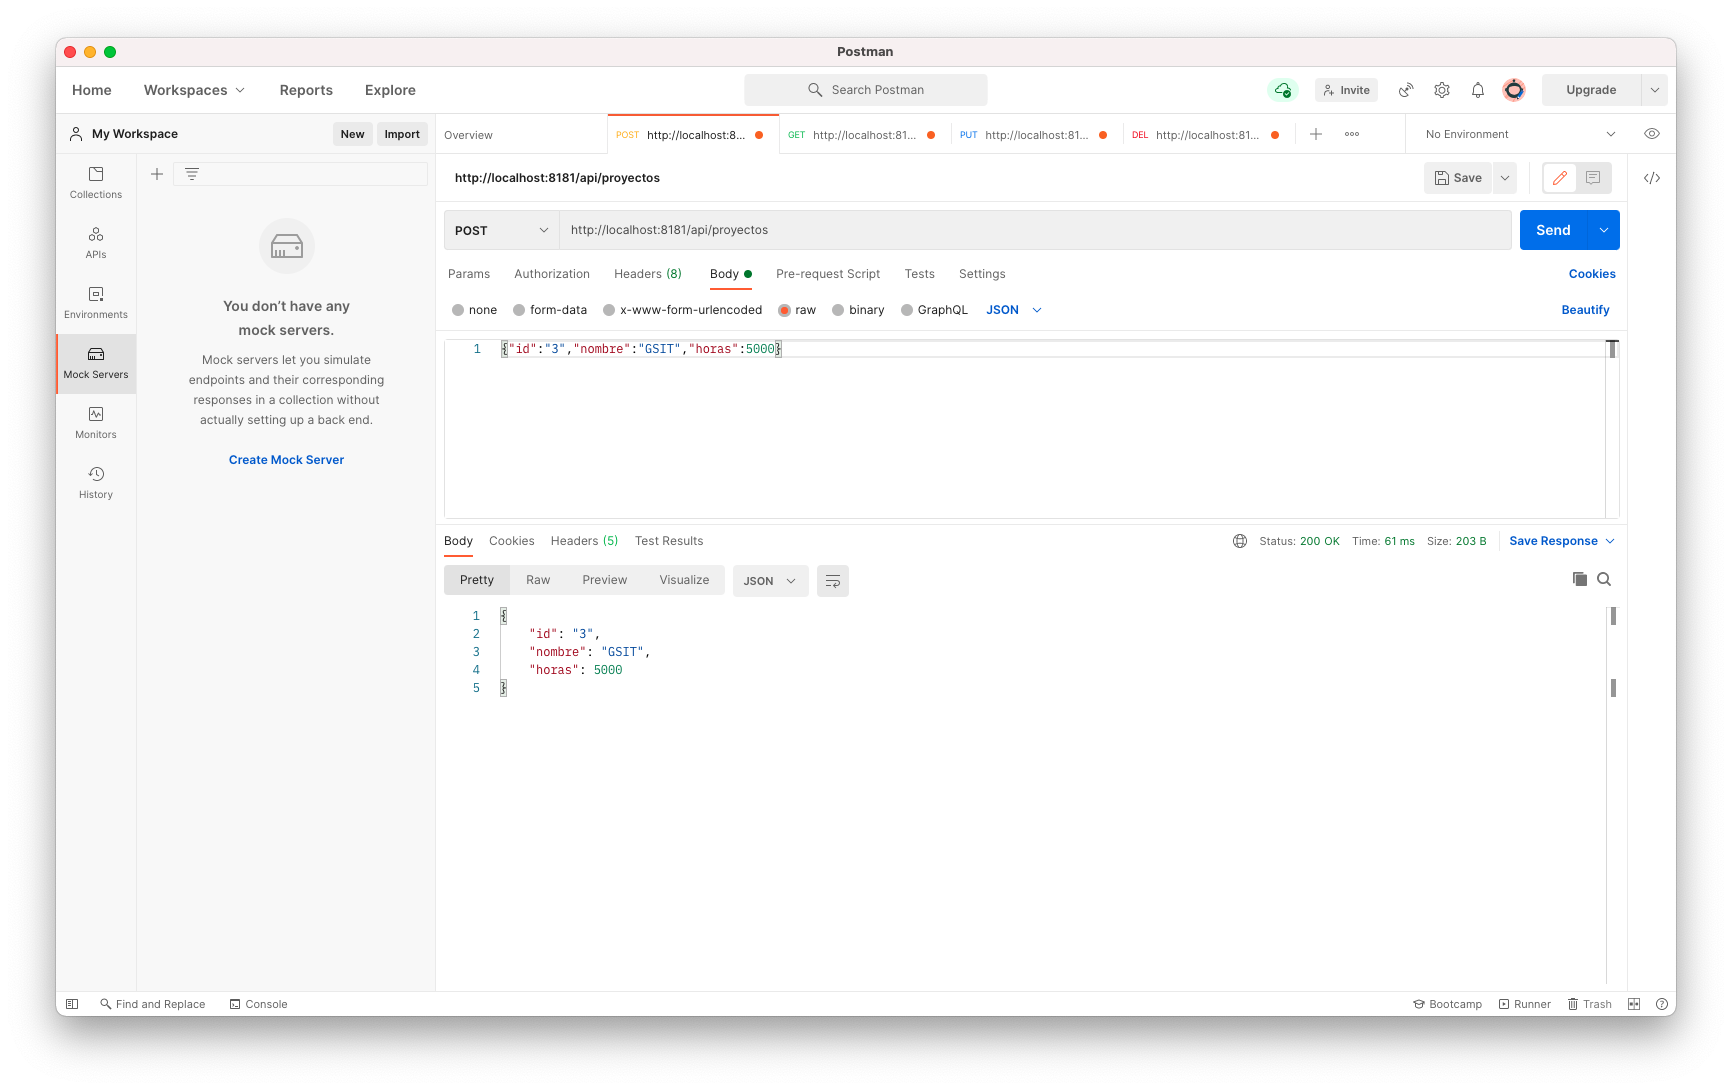 Postman
Home Workspaces Reports Explore Search Postman Invite Upgrade
My Workspace New Import Overview POST http://localhost:8... GET http://localhost:81... PUT http://localhost:81... DEL http://localhost:81... No Environment
Collections
APIs
Environments
Mock Servers
Monitors
History
You don't have any
mock servers.
Mock servers let you simulate
endpoints and their corresponding
responses in a collection without
actually setting up a back end.
Create Mock Server
http://localhost:8181/api/proyectos Save </>
POST http://localhost:8181/api/proyectos Send
Params Authorization Headers (8) Body Pre-request Script Tests Settings Cookies
none form-data x-www-form-urlencoded raw binary GraphQL JSON Beautify
1 {"id":"3","nombre":"GSIT","horas":5000}
Body Cookies Headers (5) Test Results Status: 200 OK Time: 61 ms Size: 203 B Save Response
Pretty Raw Preview Visualize JSON
1 {
2 "id": "3",
3 "nombre": "GSIT",
4 "horas": 5000
5 }
Find and Replace Console Bootcamp Runner Trash